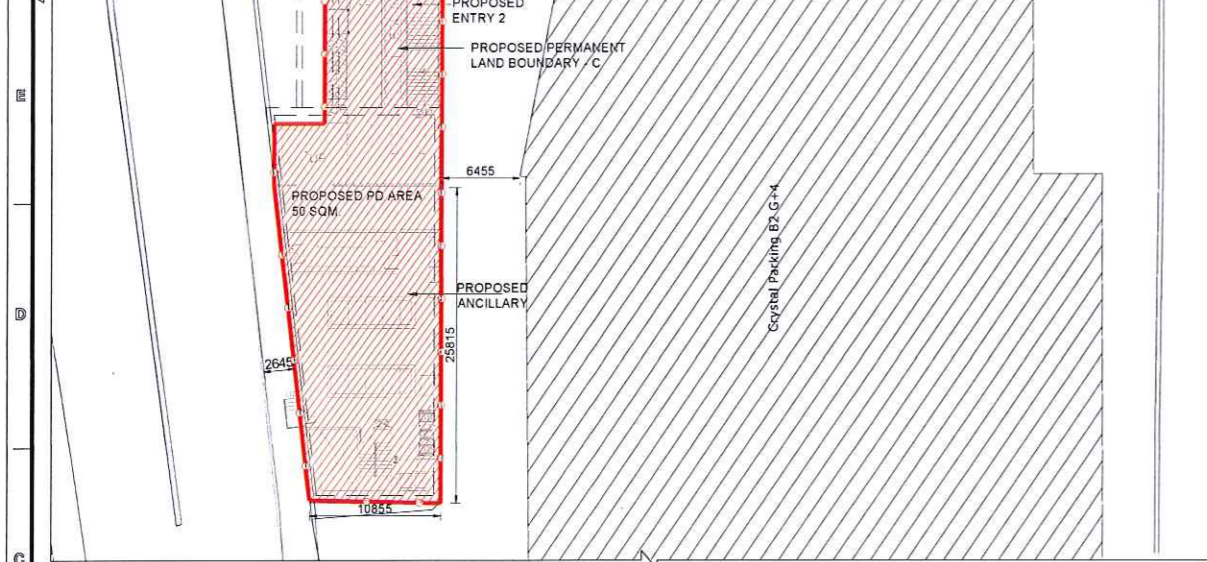 PROPOSED
ENTRY 2
PROPOSED PERMANENT
LAND BOUNDARY - C
E
6455
PROPOSED PD AREA
50 SQM.
Crystal Parking B2 G+4
PROPOSED
ANCILLARY
D
25815
2645
10855
C